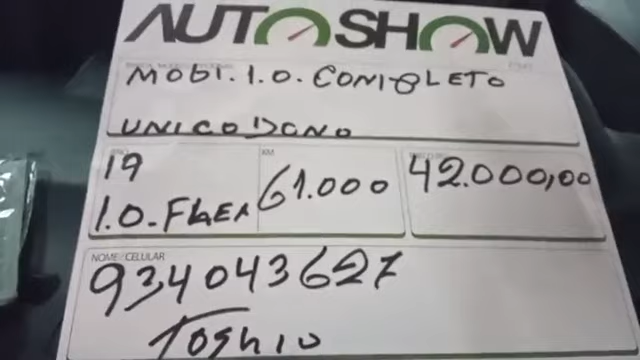 AUTOSHOW
MOBI.1.0.COMPLETO
UNICO DONO
ANO
KM
19
61.000
42.000,00
1.0-FLEX
NOME / CELULAR
934043627
Toshio